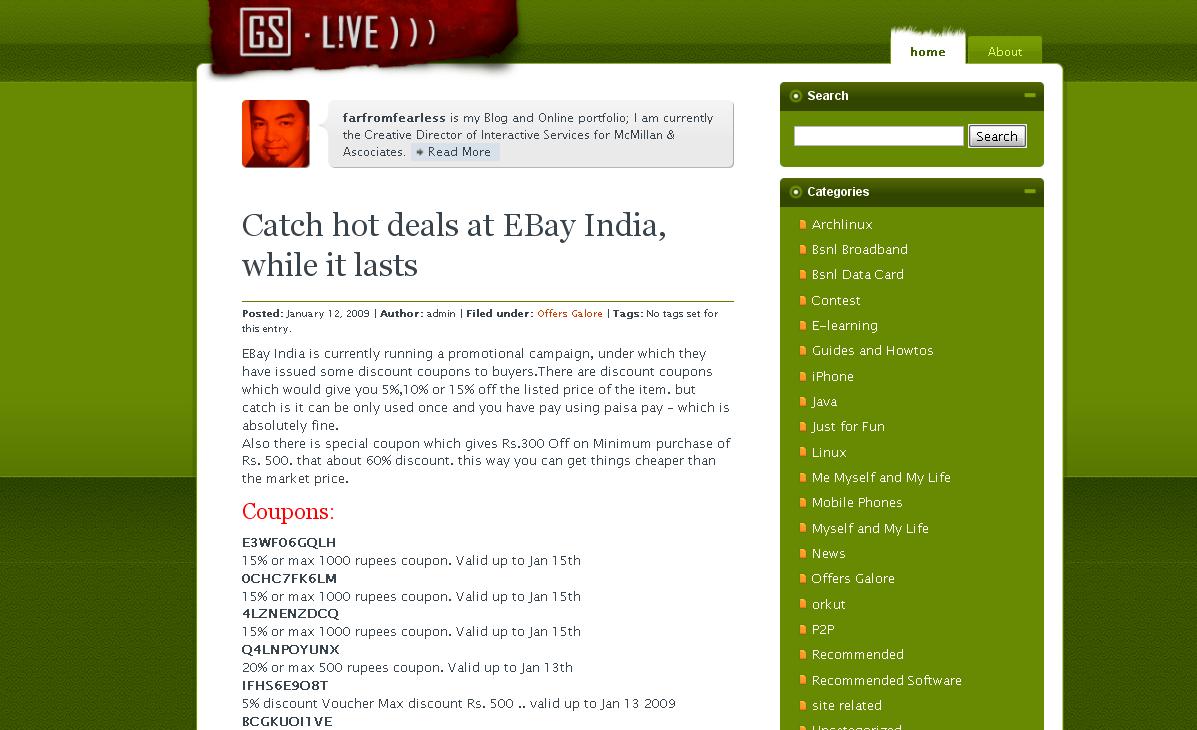 GS · L!VE )))
home
About
farfromfearless is my Blog and Online portfolio; I am currently
the Creative Director of Interactive Services for McMillan &
Ascociates. Read More
Catch hot deals at EBay India,
while it lasts
Posted: January 12, 2009 | Author: admin | Filed under: Offers Galore | Tags: No tags set for
this entry.
EBay India is currently running a promotional campaign, under which they
have issued some discount coupons to buyers.There are discount coupons
which would give you 5%,10% or 15% off the listed price of the item. but
catch is it can be only used once and you have pay using paisa pay – which is
absolutely fine.
Also there is special coupon which gives Rs.300 Off on Minimum purchase of
Rs. 500. that about 60% discount. this way you can get things cheaper than
the market price.
Coupons:
E3WF06GQLH
15% or max 1000 rupees coupon. Valid up to Jan 15th
0CHC7FK6LM
15% or max 1000 rupees coupon. Valid up to Jan 15th
4LZNENZDCQ
15% or max 1000 rupees coupon. Valid up to Jan 15th
Q4LNPOYUNX
20% or max 500 rupees coupon. Valid up to Jan 13th
IFHS6E9O8T
5% discount Voucher Max discount Rs. 500 .. valid up to Jan 13 2009
BCGKUOI1VE
Search
Search
Categories
Archlinux
Bsnl Broadband
Bsnl Data Card
Contest
E-learning
Guides and Howtos
iPhone
Java
Just for Fun
Linux
Me Myself and My Life
Mobile Phones
Myself and My Life
News
Offers Galore
orkut
P2P
Recommended
Recommended Software
site related
Uncategorized